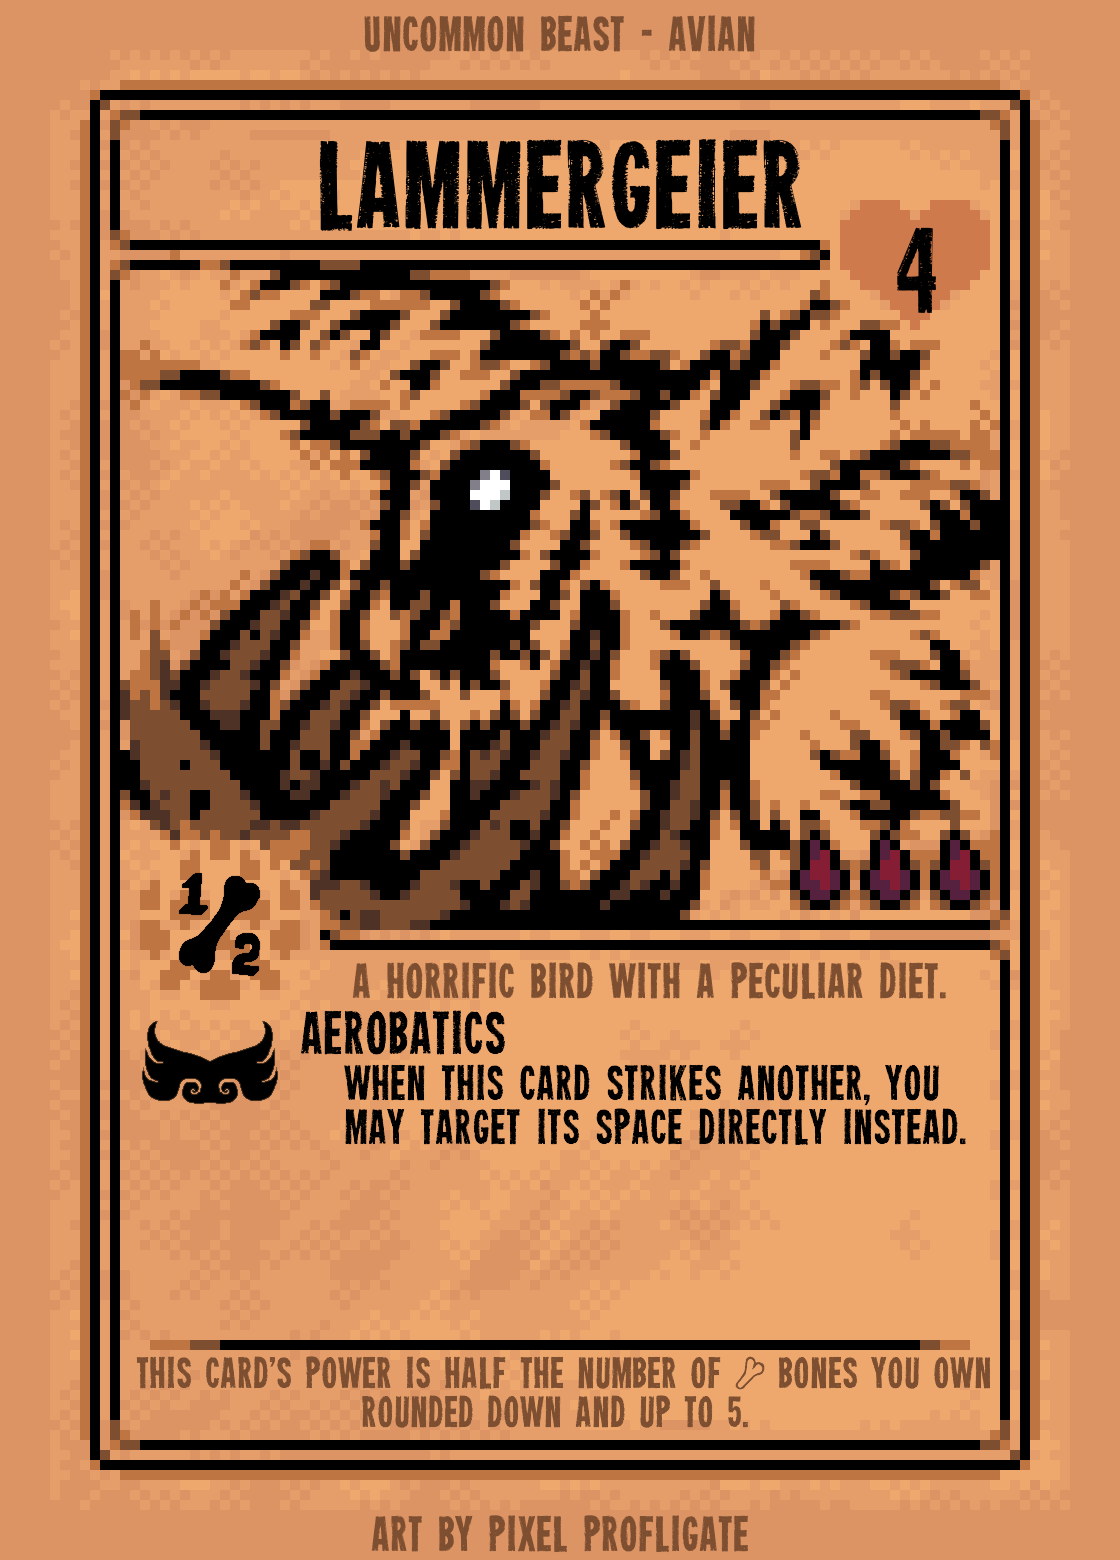 UNCOMMON BEAST - AVIAN
LAMMERGEIER
4
1
2
A HORRIFIC BIRD WITH A PECULIAR DIET.
AEROBATICS
WHEN THIS CARD STRIKES ANOTHER, YOU
MAY TARGET ITS SPACE DIRECTLY INSTEAD.
THIS CARD'S POWER IS HALF THE NUMBER OF BONES YOU OWN
ROUNDED DOWN AND UP TO 5.
ART BY PIXEL PROFLIGATE